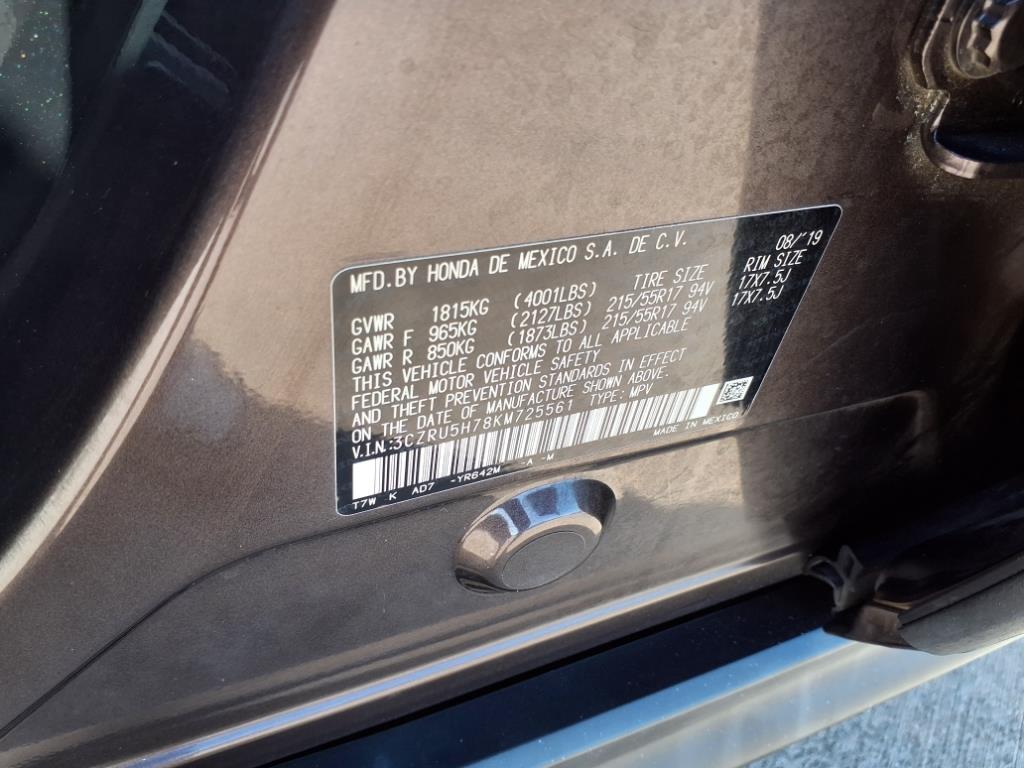 MFD.BY HONDA DE MEXICO S.A. DE C.V. 08/'19
GVWR 1815KG (4001LBS) TIRE SIZE RIM SIZE
GAWR F 965KG (2127LBS) 215/55R17 94V 17X7.5J
GAWR R 850KG (1873LBS) 215/55R17 94V 17X7.5J
THIS VEHICLE CONFORMS TO ALL APPLICABLE
FEDERAL MOTOR VEHICLE SAFETY
AND THEFT PREVENTION STANDARDS IN EFFECT
ON THE DATE OF MANUFACTURE SHOWN ABOVE.
V.I.N.:3CZRU5H78KM725561 TYPE: MPV
MADE IN MEXICO
T7W K AD7 -YR642M -A -M